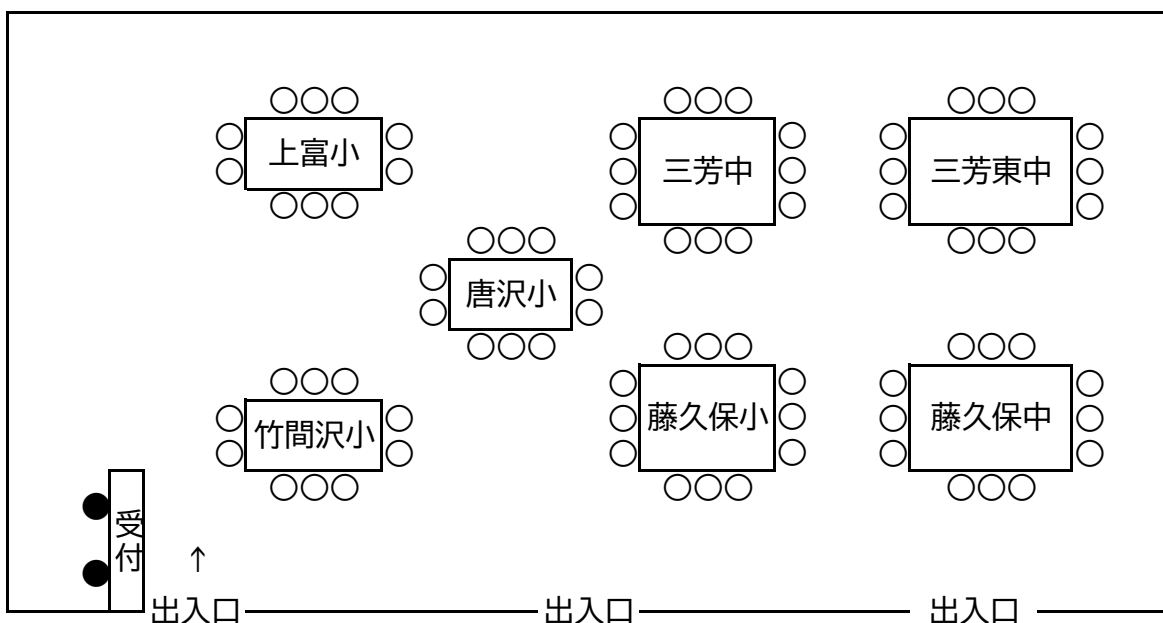 上富小
三芳中
三芳東中
唐沢小
竹間沢小
藤久保小
藤久保中
受付
↑
出入口
出入口
出入口